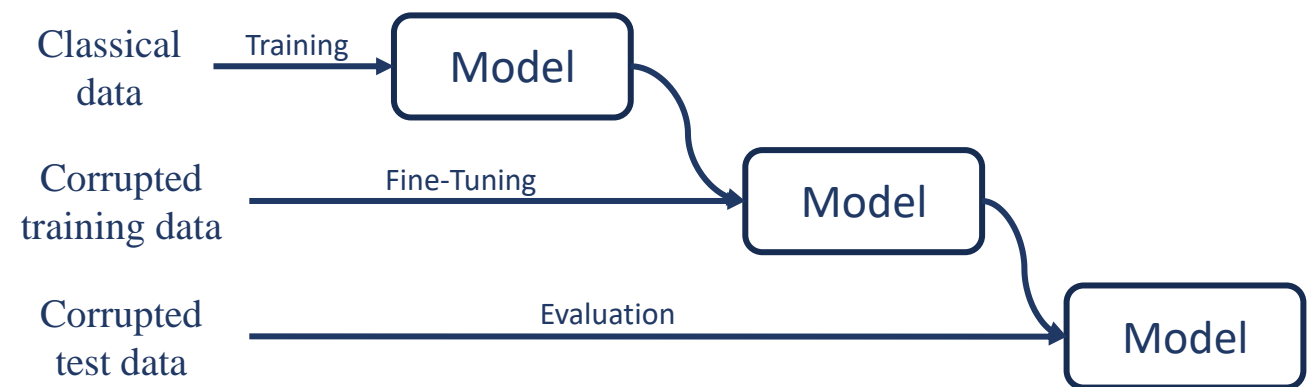 Classical
data
Training
Model
Corrupted
training data
Fine-Tuning
Model
Corrupted
test data
Evaluation
Model